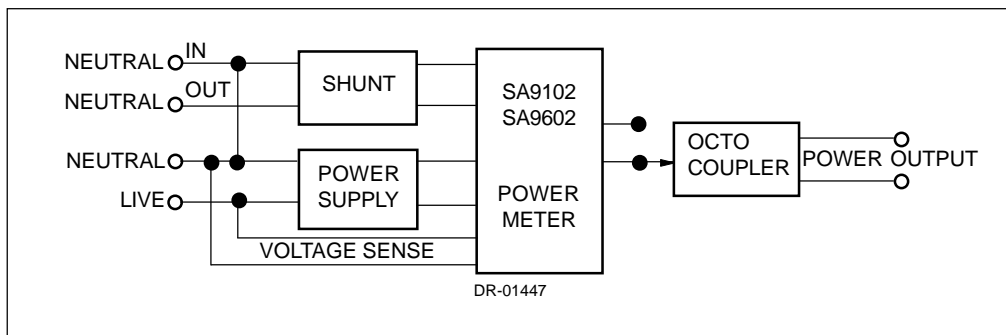 NEUTRAL IN
NEUTRAL OUT
NEUTRAL
LIVE
SHUNT
POWER
SUPPLY
VOLTAGE SENSE
SA9102
SA9602
POWER
METER
DR-01447
OCTO
COUPLER
POWER OUTPUT